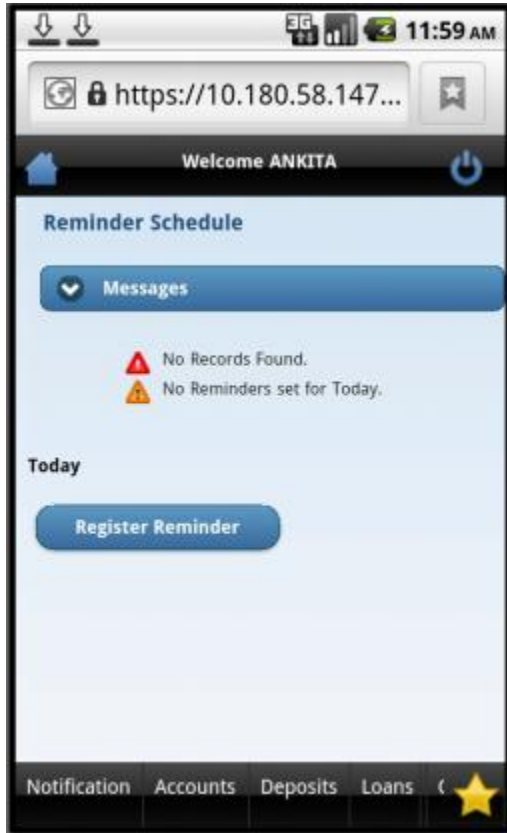 3G 11:59 AM
https://10.180.58.147...
Welcome ANKITA
Reminder Schedule
Messages
No Records Found.
No Reminders set for Today.
Today
Register Reminder
Notification Accounts Deposits Loans